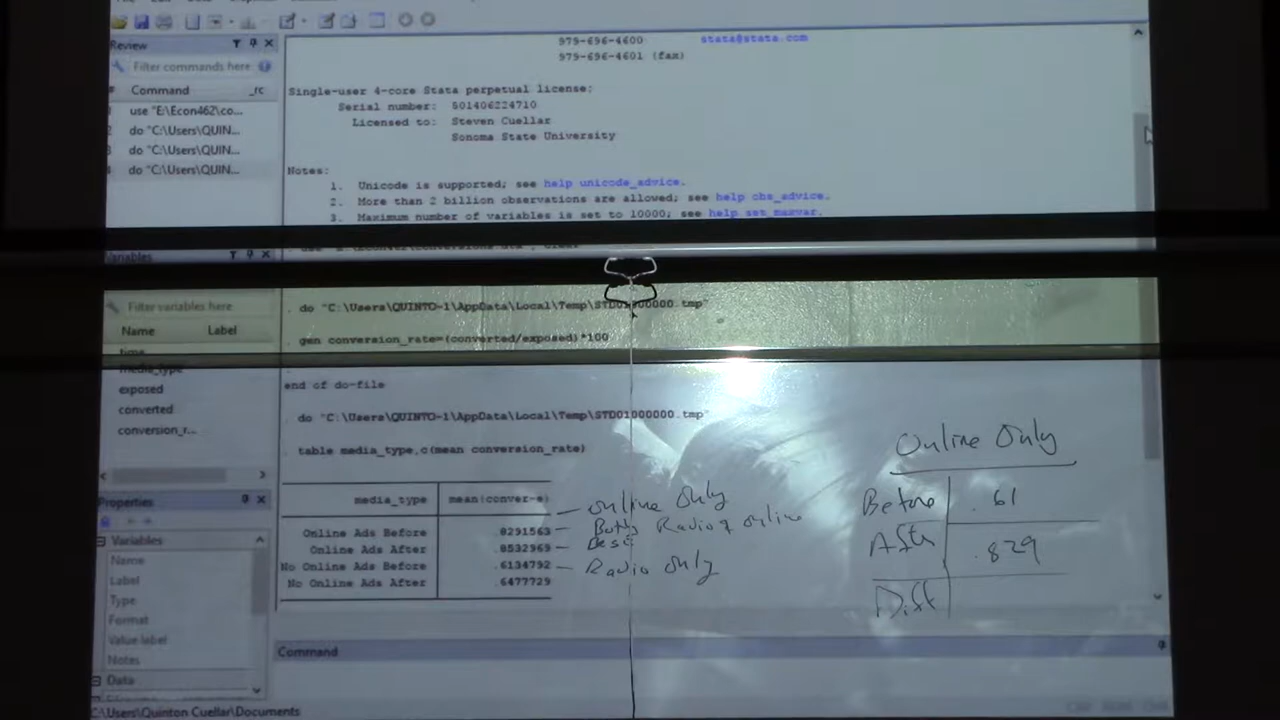 Review
Filter commands here
Command _rc
use "E:\Econ462\co...
2 do "C:\Users\QUIN...
3 do "C:\Users\QUIN...
4 do "C:\Users\QUIN...
979-696-4600 stata@stata.com
979-696-4601 (fax)
Single-user 4-core Stata perpetual license:
Serial number: 501406224710
Licensed to: Steven Cuellar
Sonoma State University
Notes:
1. Unicode is supported; see help unicode_advice.
2. More than 2 billion observations are allowed; see help obs_advice.
3. Maximum number of variables is set to 10000; see help set_maxvar.
Variables
Filter variables here
Name Label
time
media_type
exposed
converted
conversion_r...
. do "C:\Users\QUINTO~1\AppData\Local\Temp\STD01000000.tmp"
. gen conversion_rate=(converted/exposed)*100
end of do-file
. do "C:\Users\QUINTO~1\AppData\Local\Temp\STD01000000.tmp"
. table media_type,c(mean conversion_rate)
media_type mean(conver~e)
Online Ads Before .8291563
Online Ads After .8532969
No Online Ads Before .6134792
No Online Ads After .6477729
— Online Only
— Both Radio & online
— Radio only
Online Only
Before .61
After .829
Diff
Properties
Variables
Name
Label
Type
Format
Value label
Notes
Data
Command
C:\Users\Quinton Cuellar\Documents